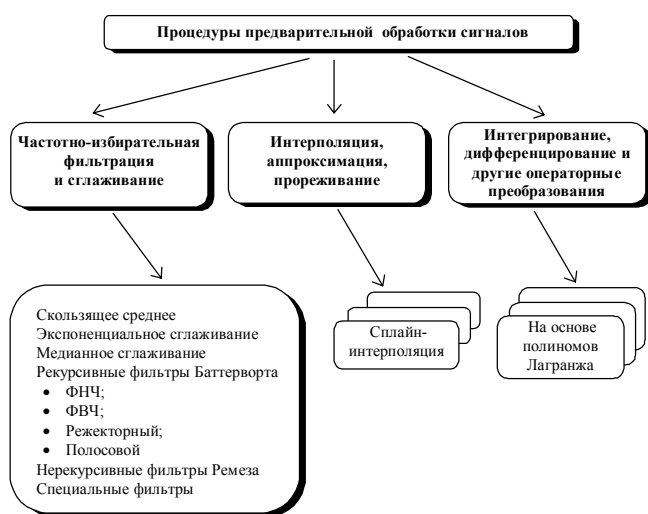 Процедуры предварительной обработки сигналов
Частотно-избирательная
фильтрация
и сглаживание
Интерполяция,
аппроксимация,
прореживание
Интегрирование,
дифференцирование и
другие операторные
преобразования
Скользящее среднее
Экспоненциальное сглаживание
Медианное сглаживание
Рекурсивные фильтры Баттерворта
• ФНЧ;
• ФВЧ;
• Режекторный;
• Полосовой
Нерекурсивные фильтры Ремеза
Специальные фильтры
Сплайн-
интерполяция
На основе
полиномов
Лагранжа